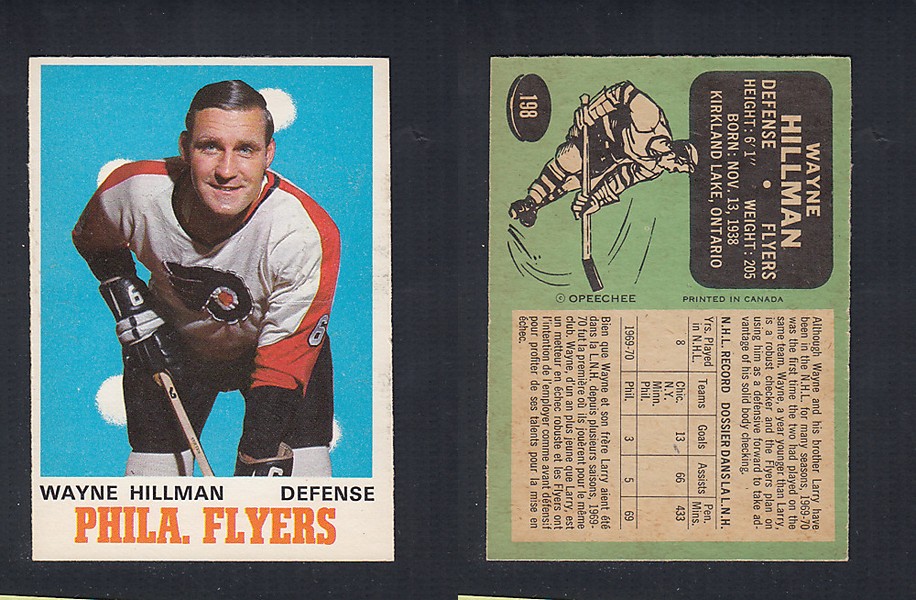 6
6
6
6
WAYNE HILLMAN DEFENSE
PHILA. FLYERS
198
WAYNE
HILLMAN
DEFENSE • FLYERS
HEIGHT: 6'1" WEIGHT: 205
BORN: NOV. 13, 1938
KIRKLAND LAKE, ONTARIO
© OPEECHEE PRINTED IN CANADA
Although Wayne and his brother Larry have
been in the N.H.L. for many seasons, 1969-70
was the first time the two had played on the
same team. Wayne, a year younger than Larry,
is a robust checker and the Flyers plan on
using him as a defensive forward to take ad-
vantage of his solid body checking.
N.H.L. RECORD DOSSIER DANS LA L.N.H.
Yrs. Played in N.H.L. Teams Goals Assists Pen. Mins.
8 Chic. 13 66 433
N.Y.
Minn.
1969-70 Phil. 3 5 69
Bien que Wayne et son frère Larry aient été
dans la L.N.H. depuis plusieurs saisons, 1969-
70 fut la première où ils jouèrent pour le même
club. Wayne, d'un an plus jeune que Larry, est
un metteur en échec robuste et les Flyers ont
l'intention de l'employer comme avant défensif
pour profiter de ses talents pour la mise en
échec.